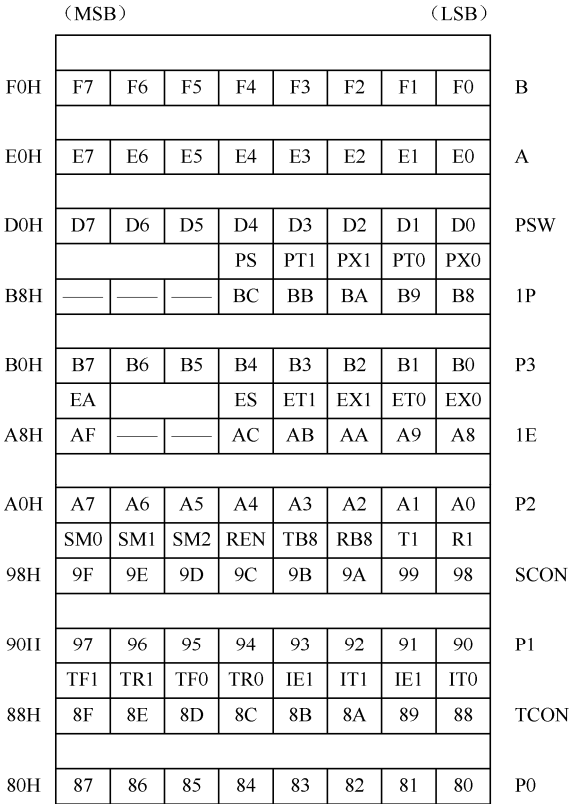 （MSB） （LSB）
F0H F7 F6 F5 F4 F3 F2 F1 F0 B
E0H E7 E6 E5 E4 E3 E2 E1 E0 A
D0H D7 D6 D5 D4 D3 D2 D1 D0 PSW
PS PT1 PX1 PT0 PX0
B8H —— —— —— BC BB BA B9 B8 1P
B0H B7 B6 B5 B4 B3 B2 B1 B0 P3
EA ES ET1 EX1 ET0 EX0
A8H AF —— —— AC AB AA A9 A8 1E
A0H A7 A6 A5 A4 A3 A2 A1 A0 P2
SM0 SM1 SM2 REN TB8 RB8 T1 R1
98H 9F 9E 9D 9C 9B 9A 99 98 SCON
90H 97 96 95 94 93 92 91 90 P1
TF1 TR1 TF0 TR0 IE1 IT1 IE1 IT0
88H 8F 8E 8D 8C 8B 8A 89 88 TCON
80H 87 86 85 84 83 82 81 80 P0